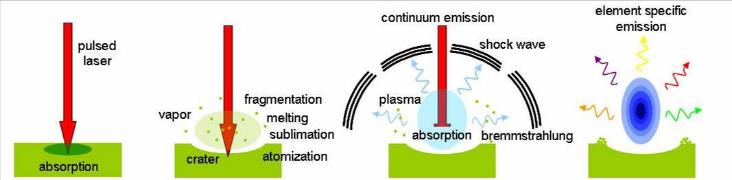 pulsed
laser
absorption
vapor
fragmentation
melting
sublimation
crater
atomization
continuum emission
shock wave
plasma
absorption
bremmstrahlung
element specific
emission